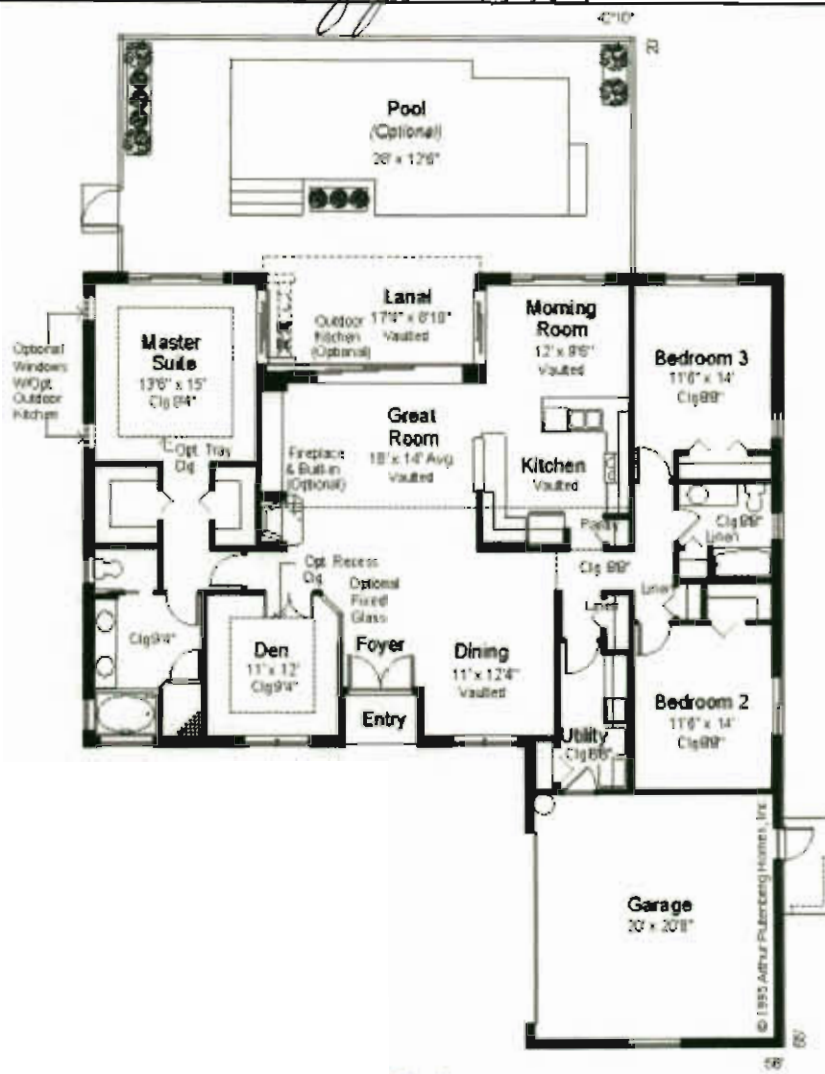 20'
Pool
(Optional)
28' x 12'6"
Lanai
17'4" x 6'10"
Vaulted
Outdoor
Kitchen
(Optional)
Morning
Room
12' x 9'6"
Vaulted
Master
Suite
13'6" x 15'
Clg 9'4"
Optional
Windows
W/Opt.
Outdoor
Kitchen
Bedroom 3
11'6" x 14'
Clg 8'8"
Opt. Tray
Clg.
Great
Room
18' x 14' Avg.
Vaulted
Fireplace
& Built-in
(Optional)
Kitchen
Vaulted
Pantry
Clg 8'8"
Linen
Clg 8'8"
Linen
Linen
Opt. Recess
Clg.
Optional
Fixed
Glass
Clg 9'4"
Den
11' x 12'
Clg 9'4"
Foyer
Entry
Dining
11' x 12'4"
Vaulted
Utility
Clg 8'8"
Bedroom 2
11'6" x 14'
Clg 8'8"
Garage
20' x 20'8"
© 1995 Arthur Rutenberg Homes, Inc.
56'